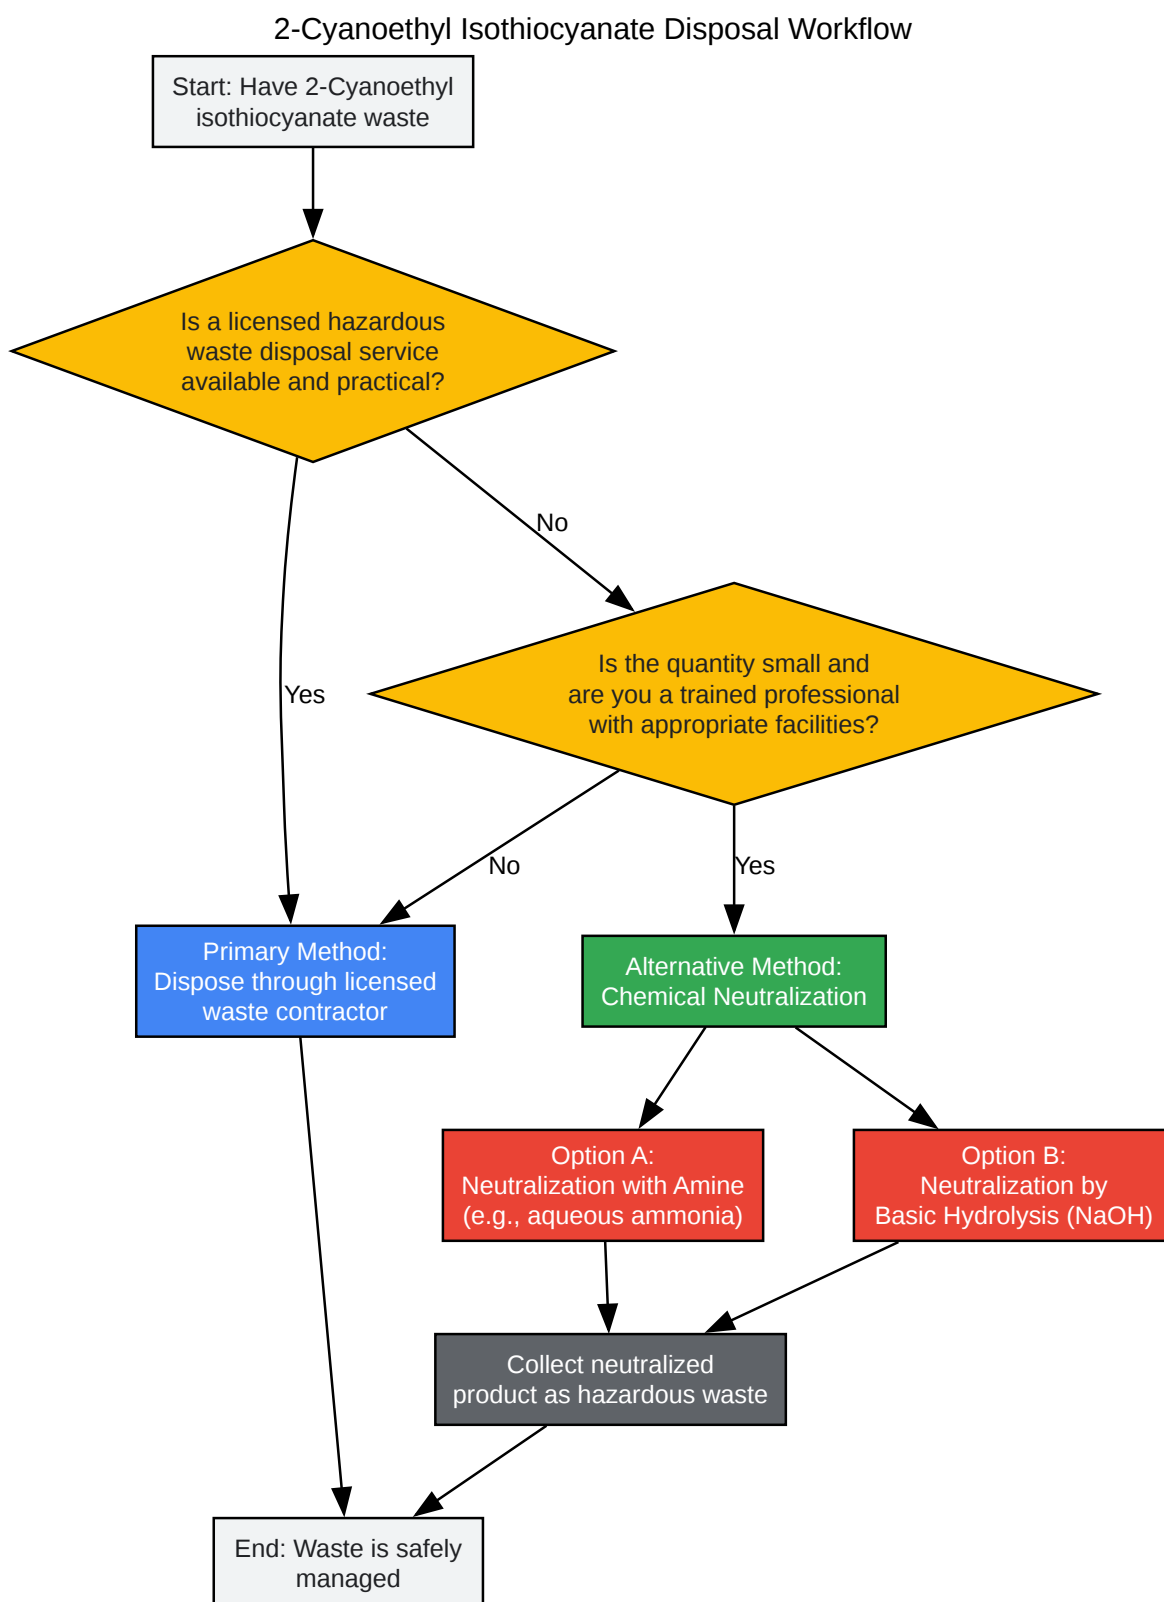 2-Cyanoethyl Isothiocyanate Disposal Workflow
Start: Have 2-Cyanoethyl
isothiocyanate waste
Is a licensed hazardous
waste disposal service
available and practical?
No
Is the quantity small and
are you a trained professional
with appropriate facilities?
Yes
No
Yes
Primary Method:
Dispose through licensed
waste contractor
Alternative Method:
Chemical Neutralization
Option A:
Neutralization with Amine
(e.g., aqueous ammonia)
Option B:
Neutralization by
Basic Hydrolysis (NaOH)
Collect neutralized
product as hazardous waste
End: Waste is safely
managed